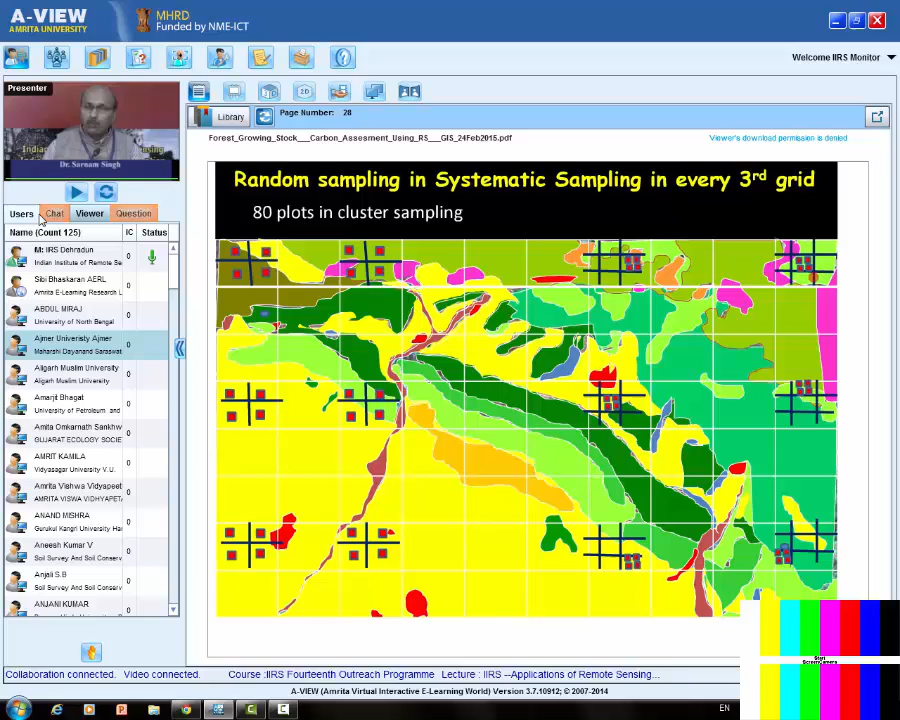 A-VIEW
AMRITA UNIVERSITY
MHRD
Funded by NME-ICT
Welcome IIRS Monitor
Presenter
Library
Page Number: 28
Forest_Growing_Stock___Carbon_Assesment_Using_RS___GIS_24Feb2015.pdf
Viewer's download permission is denied
Indian
using
Dr. Sarnam Singh
Random sampling in Systematic Sampling in every 3rd grid
80 plots in cluster sampling
Users
Chat
Viewer
Question
Name (Count 125)
IC
Status
M: IIRS Dehradun
0
Indian Institute of Remote Se
Sibi Bhaskaran AERL
0
Amrita E-Learning Research L
ABDUL MIRAJ
0
University of North Bengal
Ajmer Univeristy Ajmer
0
Maharshi Dayanand Saraswat
Aligarh Muslim University
0
Aligarh Muslim University
Amarjit Bhagat
0
University of Petroleum and
Amita Omkarnath Sankhw
0
GUJARAT ECOLOGY SOCIE
AMRIT KAMILA
0
Vidyasagar University V.U.
Amrita Vishwa Vidyapeet
0
AMRITA VISWA VIDHYAPET
ANAND MISHRA
0
Gurukul Kangri University Ha
Aneesh Kumar V
0
Soil Survey And Soil Conserv
Anjali S.B
0
Soil Survey And Soil Conserv
ANJANI KUMAR
0
Start
ScreenCamera
Collaboration connected. Video connected.
Course :IIRS Fourteenth Outreach Programme Lecture : IIRS --Applications of Remote Sensing...
A-VIEW (Amrita Virtual Interactive E-Learning World) Version 3.7.10912; © 2007-2014
EN